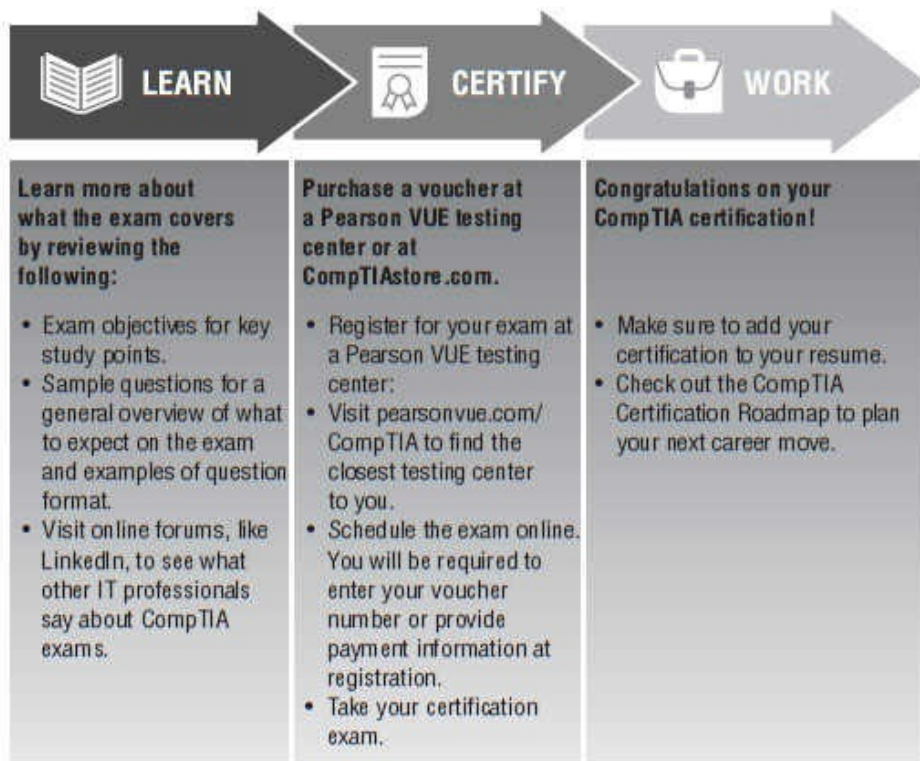 LEARN
CERTIFY
WORK
Learn more about
what the exam covers
by reviewing the
following:
• Exam objectives for key
study points.
• Sample questions for a
general overview of what
to expect on the exam
and examples of question
format.
• Visit online forums, like
LinkedIn, to see what
other IT professionals
say about CompTIA
exams.
Purchase a voucher at
a Pearson VUE testing
center or at
CompTIAstore.com.
• Register for your exam at
a Pearson VUE testing
center:
• Visit pearsonvue.com/
CompTIA to find the
closest testing center
to you.
• Schedule the exam online.
You will be required to
enter your voucher
number or provide
payment information at
registration.
• Take your certification
exam.
Congratulations on your
CompTIA certification!
• Make sure to add your
certification to your resume.
• Check out the CompTIA
Certification Roadmap to plan
your next career move.